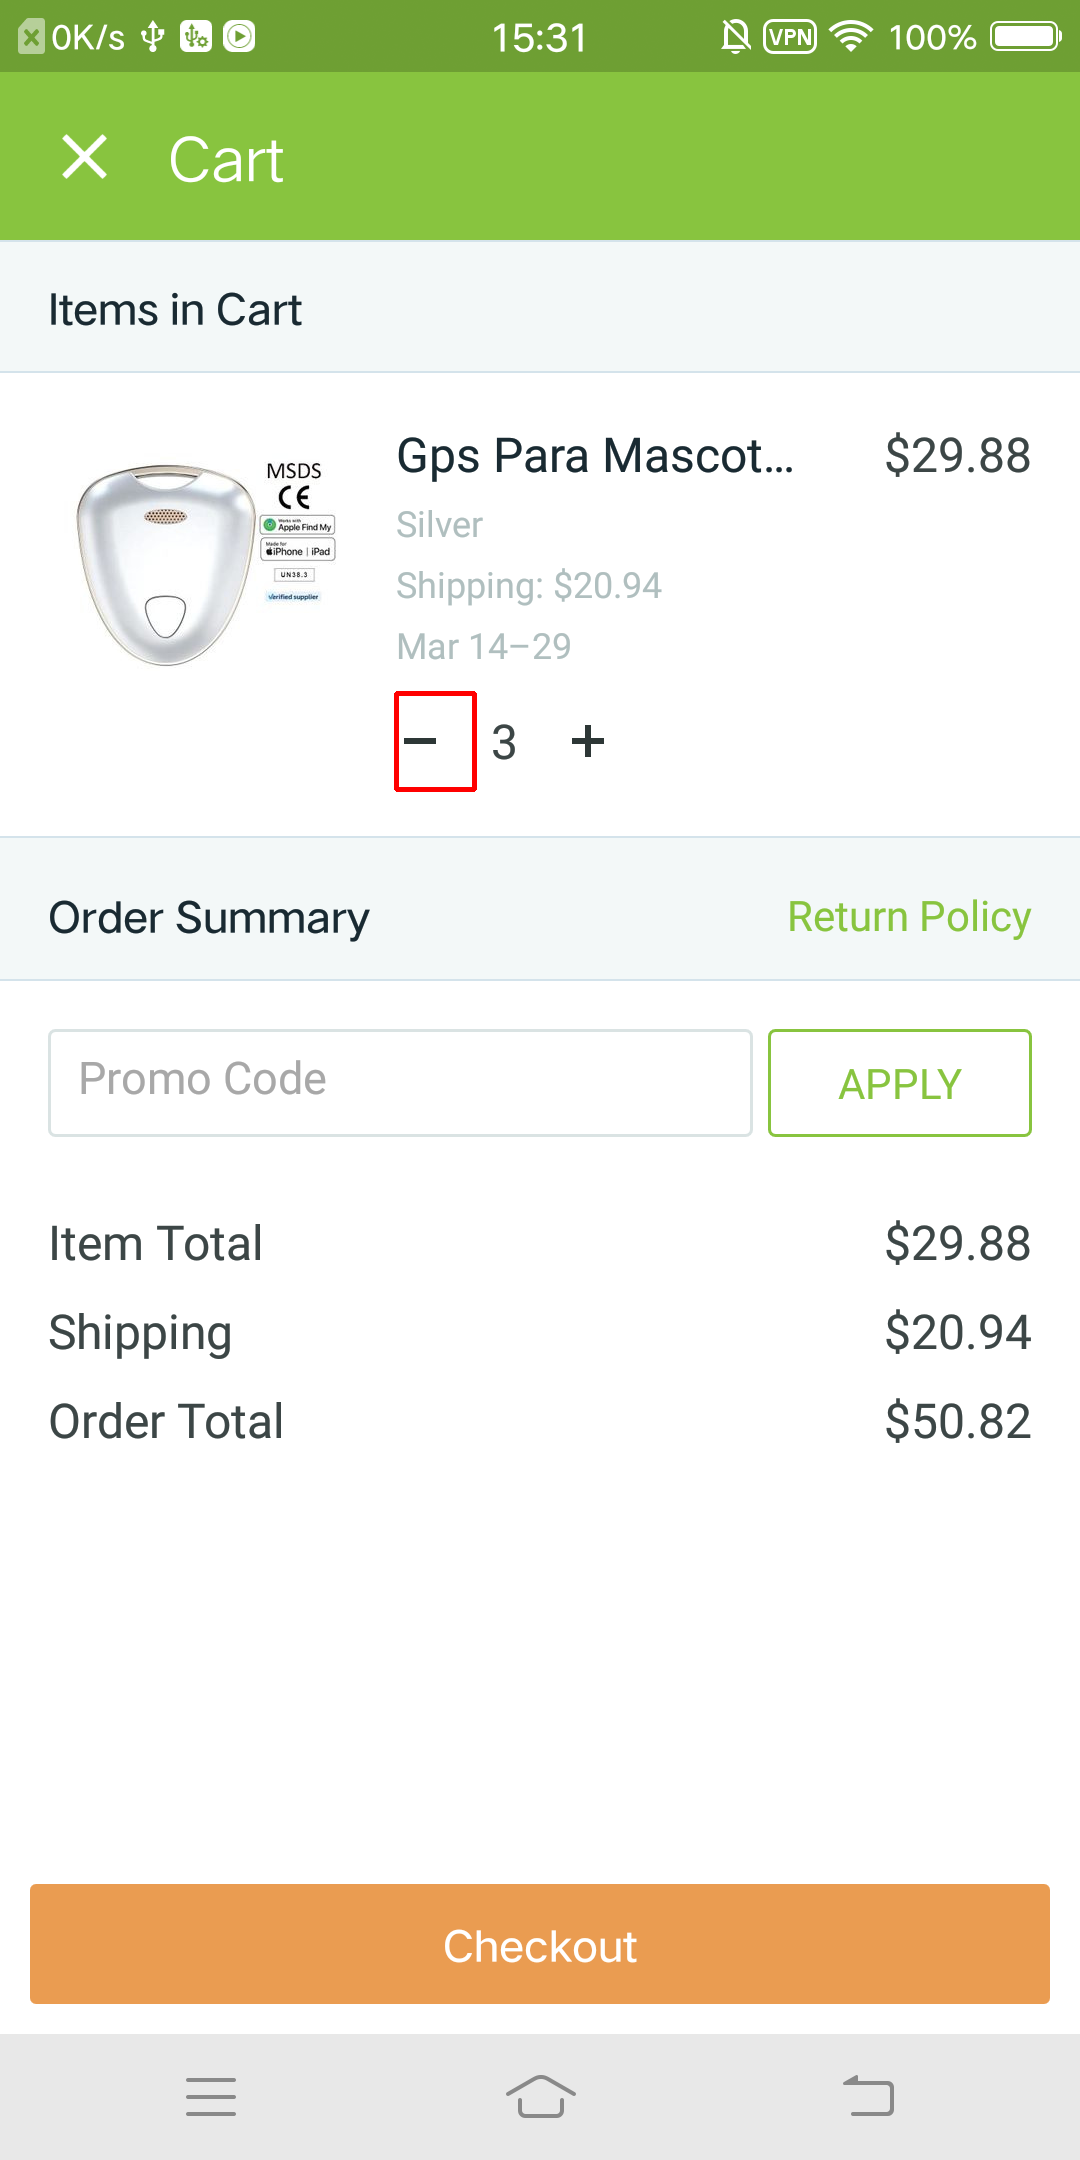 0K/s
15:31
VPN
100%
Cart
Items in Cart
MSDS
CE
Works with
Apple Find My
Made for
iPhone | iPad
UN38.3
Verified supplier
Gps Para Mascot... $29.88
Silver
Shipping: $20.94
Mar 14–29
− 3 +
Order Summary
Return Policy
Promo Code
APPLY
Item Total $29.88
Shipping $20.94
Order Total $50.82
Checkout